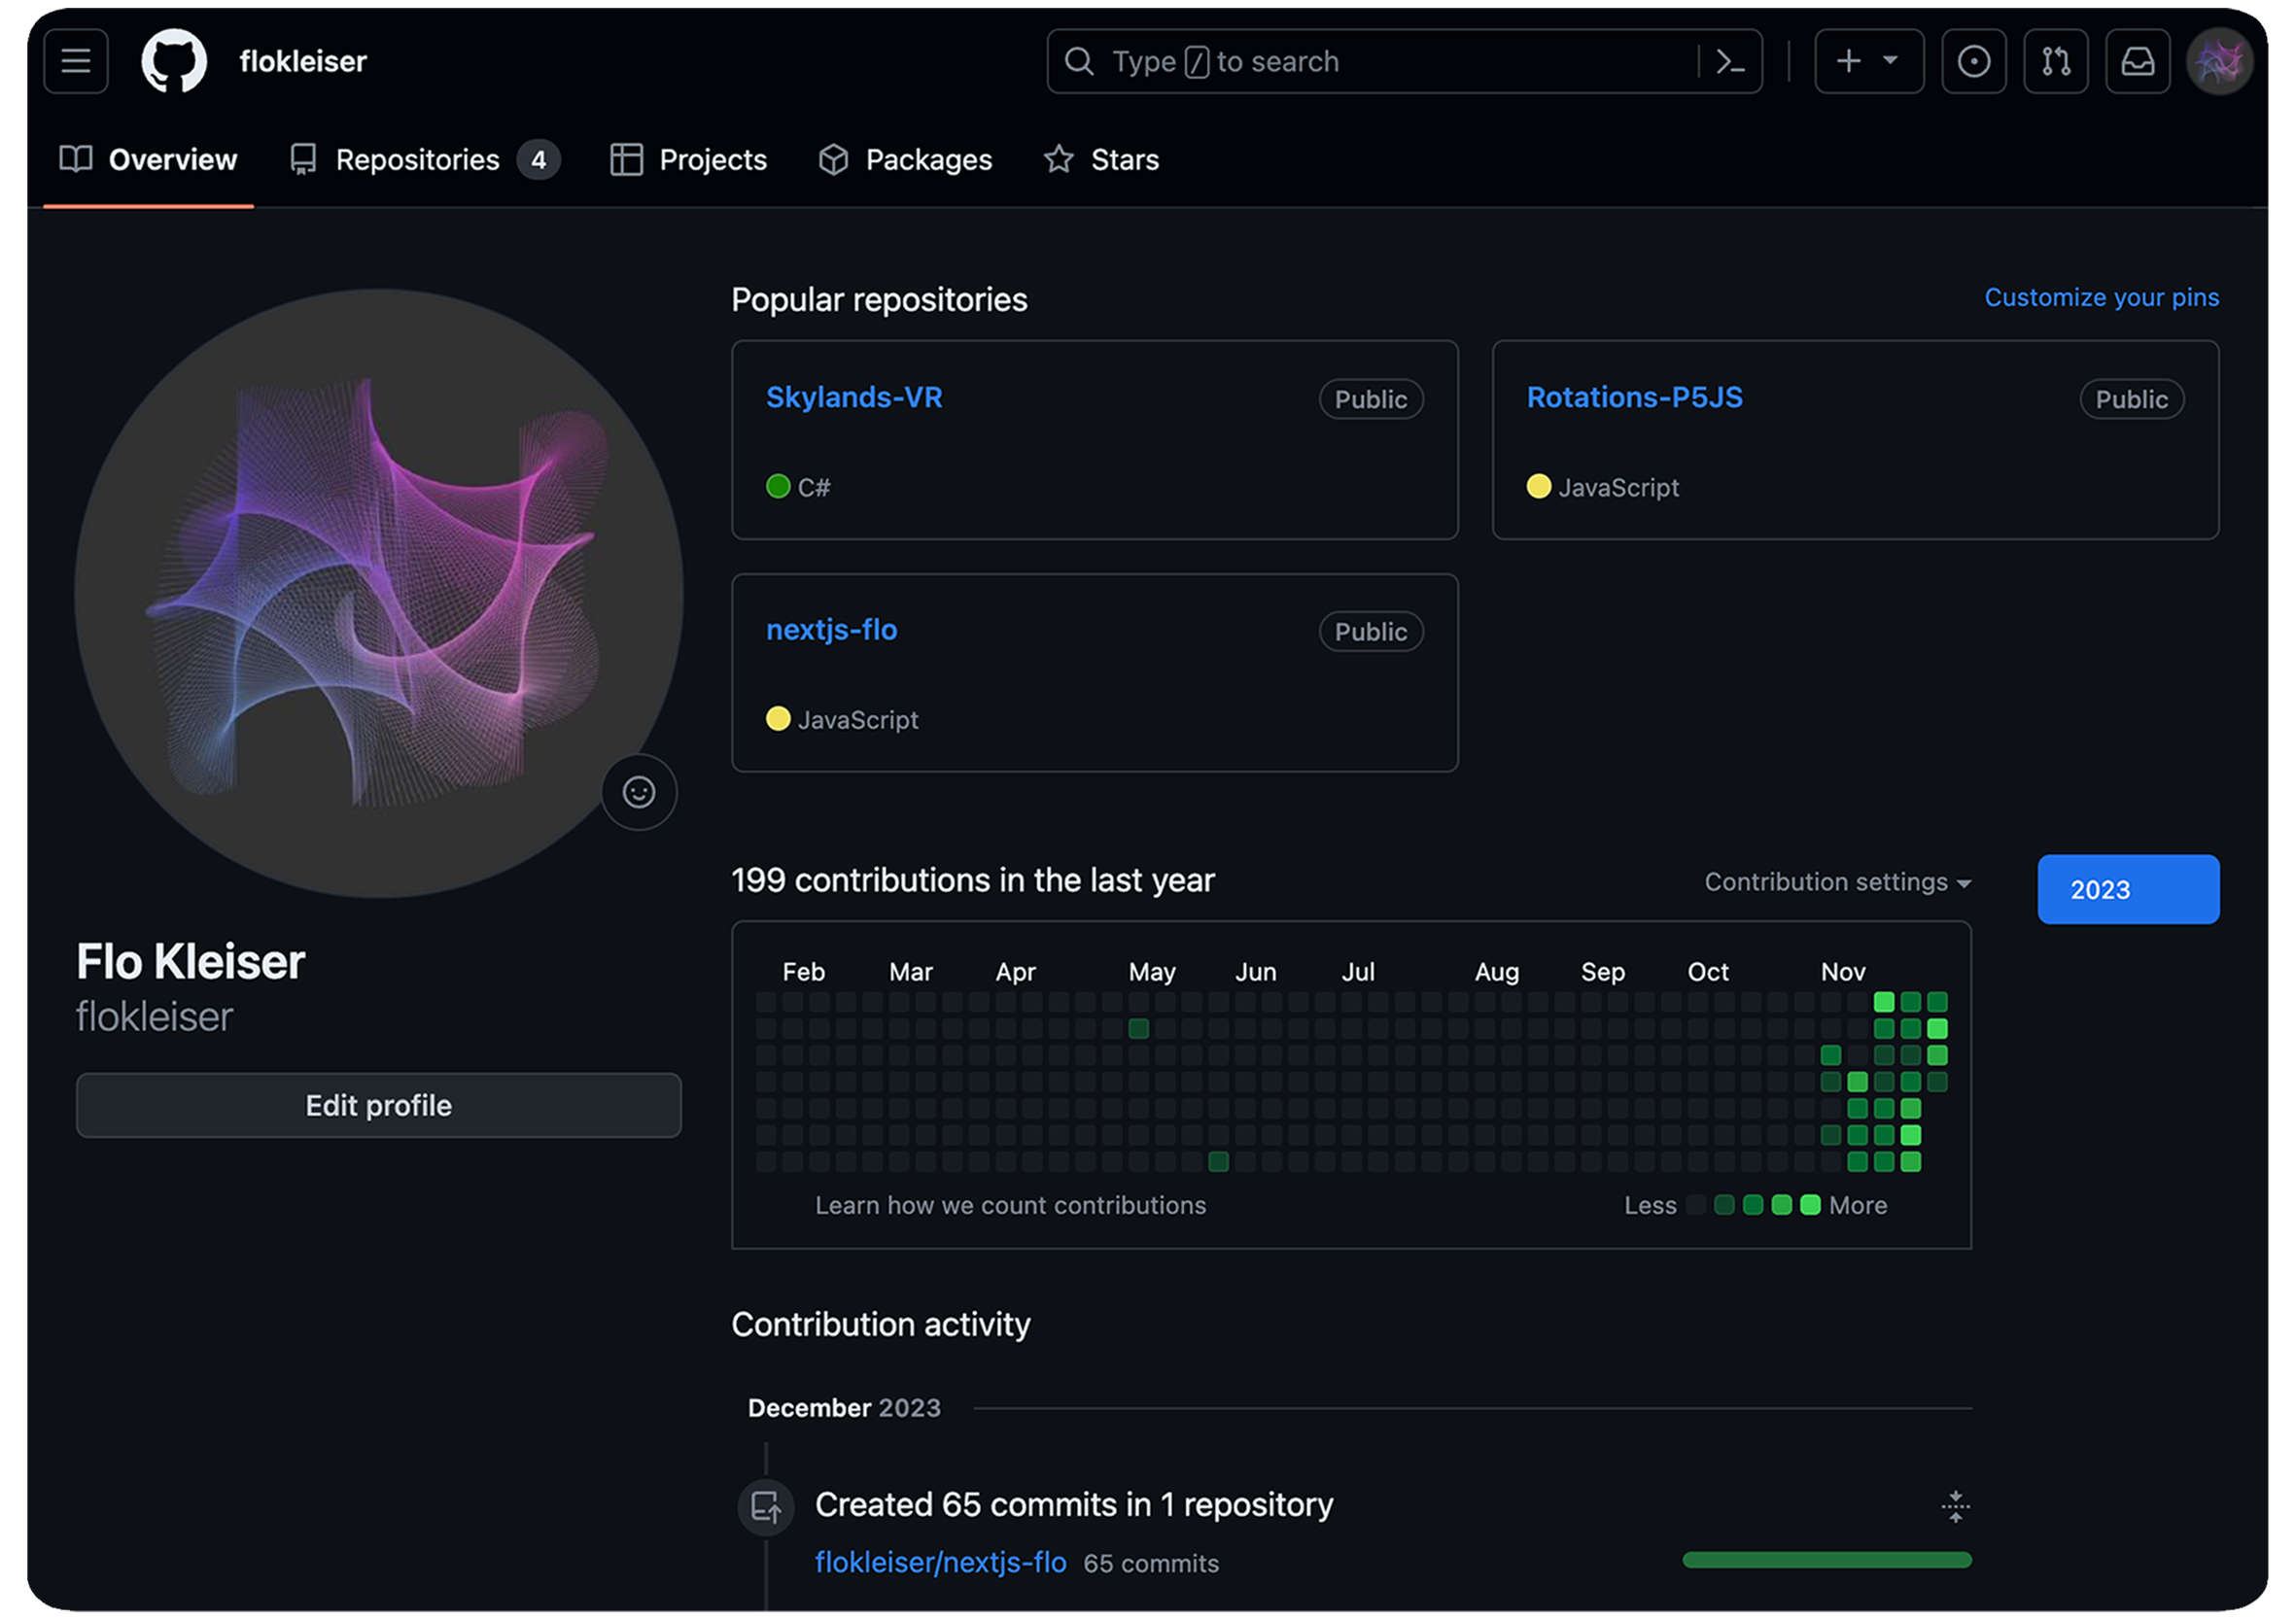 flokleiser
Type / to search
Overview
Repositories 4
Projects
Packages
Stars
Popular repositories
Customize your pins
Skylands-VR
Public
C#
Rotations-P5JS
Public
JavaScript
nextjs-flo
Public
JavaScript
Flo Kleiser
flokleiser
Edit profile
199 contributions in the last year
Contribution settings
2023
Feb Mar Apr May Jun Jul Aug Sep Oct Nov
Learn how we count contributions
Less More
Contribution activity
December 2023
Created 65 commits in 1 repository
flokleiser/nextjs-flo 65 commits